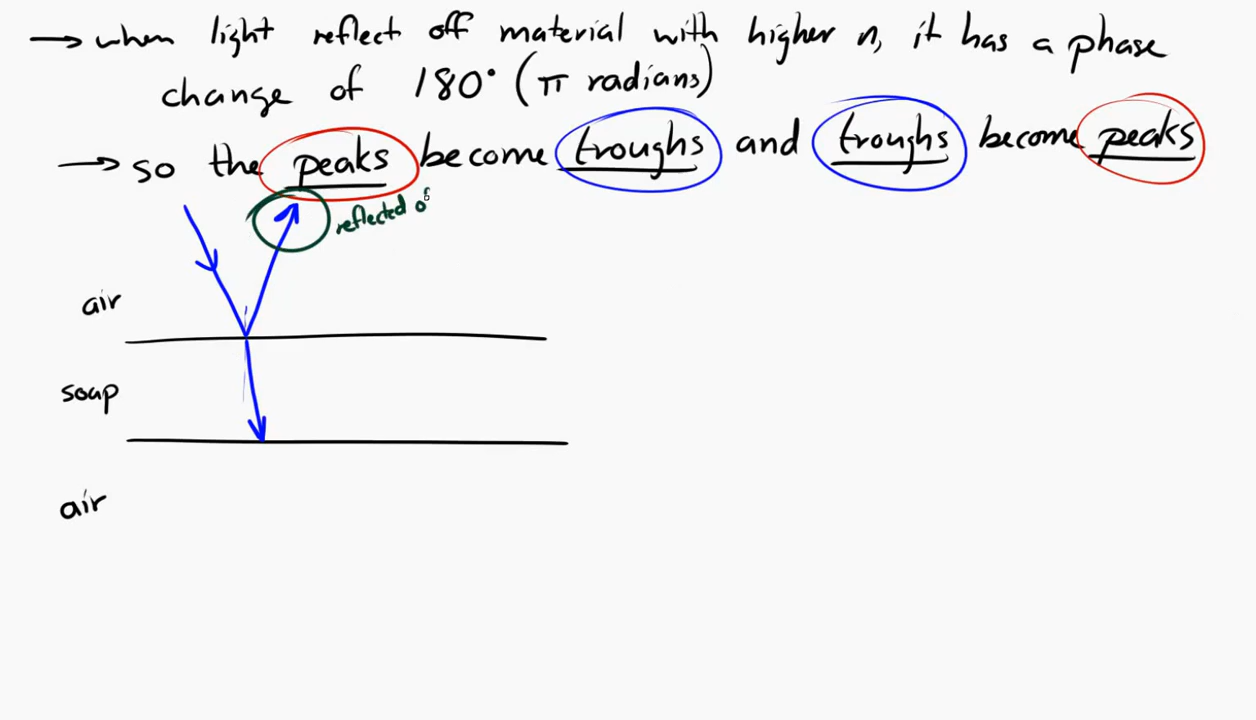 → when light reflect off material with higher n, it has a phase
change of 180° (π radians)
→ so the peaks become troughs and troughs become peaks
reflected o
air
soap
air